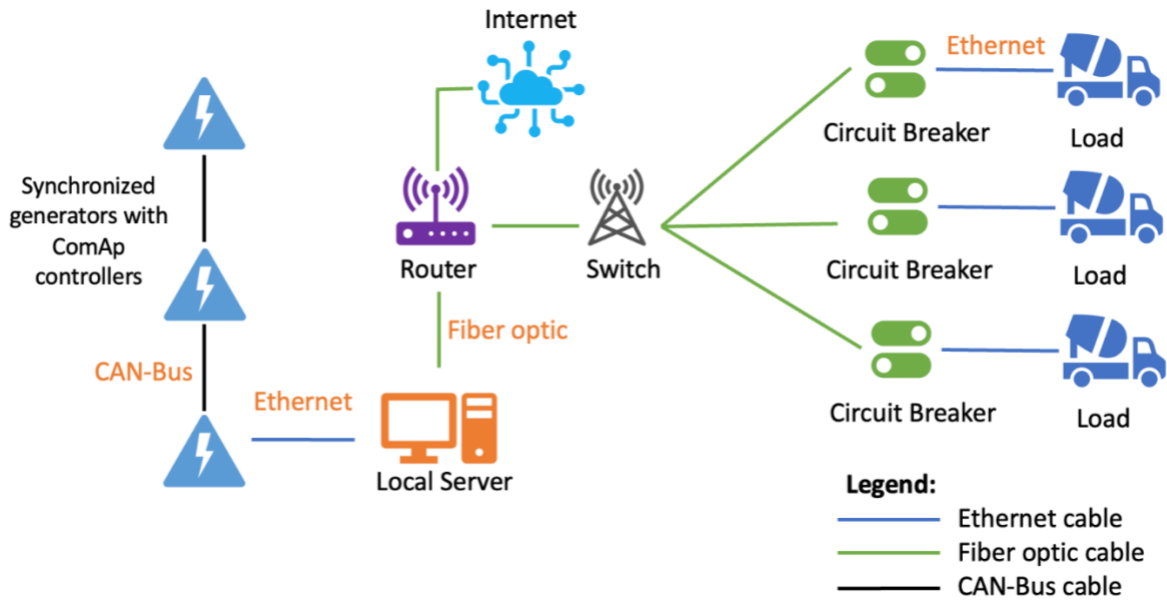 Internet
Synchronized
generators with
ComAp
controllers
CAN-Bus
Ethernet
Router
Switch
Fiber optic
Local Server
Ethernet
Circuit Breaker
Load
Circuit Breaker
Load
Circuit Breaker
Load
Legend:
Ethernet cable
Fiber optic cable
CAN-Bus cable